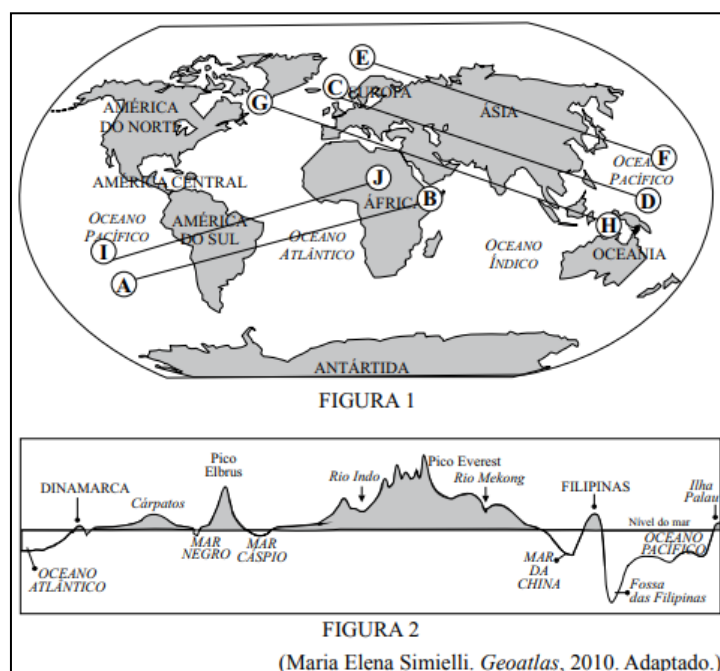 E
C
EUROPA
G
ÁSIA
AMÉRICA
DO NORTE
OCEANO
PACÍFICO
F
AMÉRICA CENTRAL
J
B
ÁFRICA
D
OCEANO
PACÍFICO
AMÉRICA
DO SUL
OCEANO
ATLÂNTICO
H
OCEANO
ÍNDICO
OCEANIA
I
A
ANTÁRTIDA
FIGURA 1
Pico
Elbrus
DINAMARCA
Cárpatos
Rio Indo
Pico Everest
Rio Mekong
FILIPINAS
Ilha
Palau
Nível do mar
OCEANO
PACÍFICO
MAR
NEGRO
MAR
CÁSPIO
OCEANO
ATLÂNTICO
MAR
DA
CHINA
Fossa
das Filipinas
FIGURA 2
(Maria Elena Simielli. Geoatlas, 2010. Adaptado.)